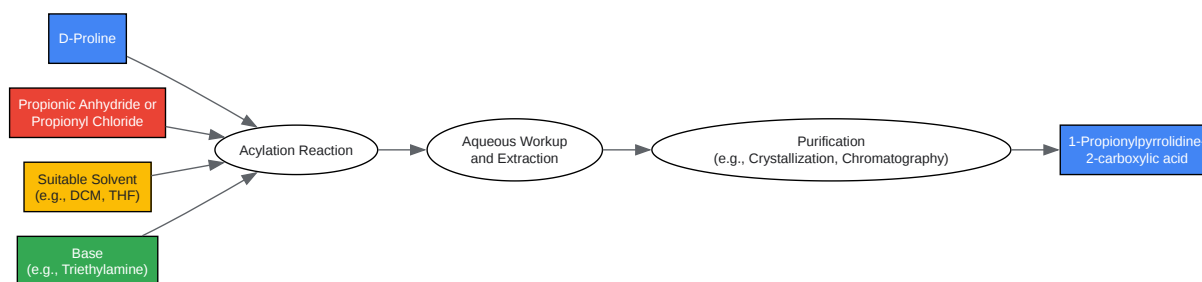 D-Proline
Propionic Anhydride or
Propionyl Chloride
Suitable Solvent
(e.g., DCM, THF)
Base
(e.g., Triethylamine)
Acylation Reaction
Aqueous Workup
and Extraction
Purification
(e.g., Crystallization, Chromatography)
1-Propionylpyrrolidine-
2-carboxylic acid